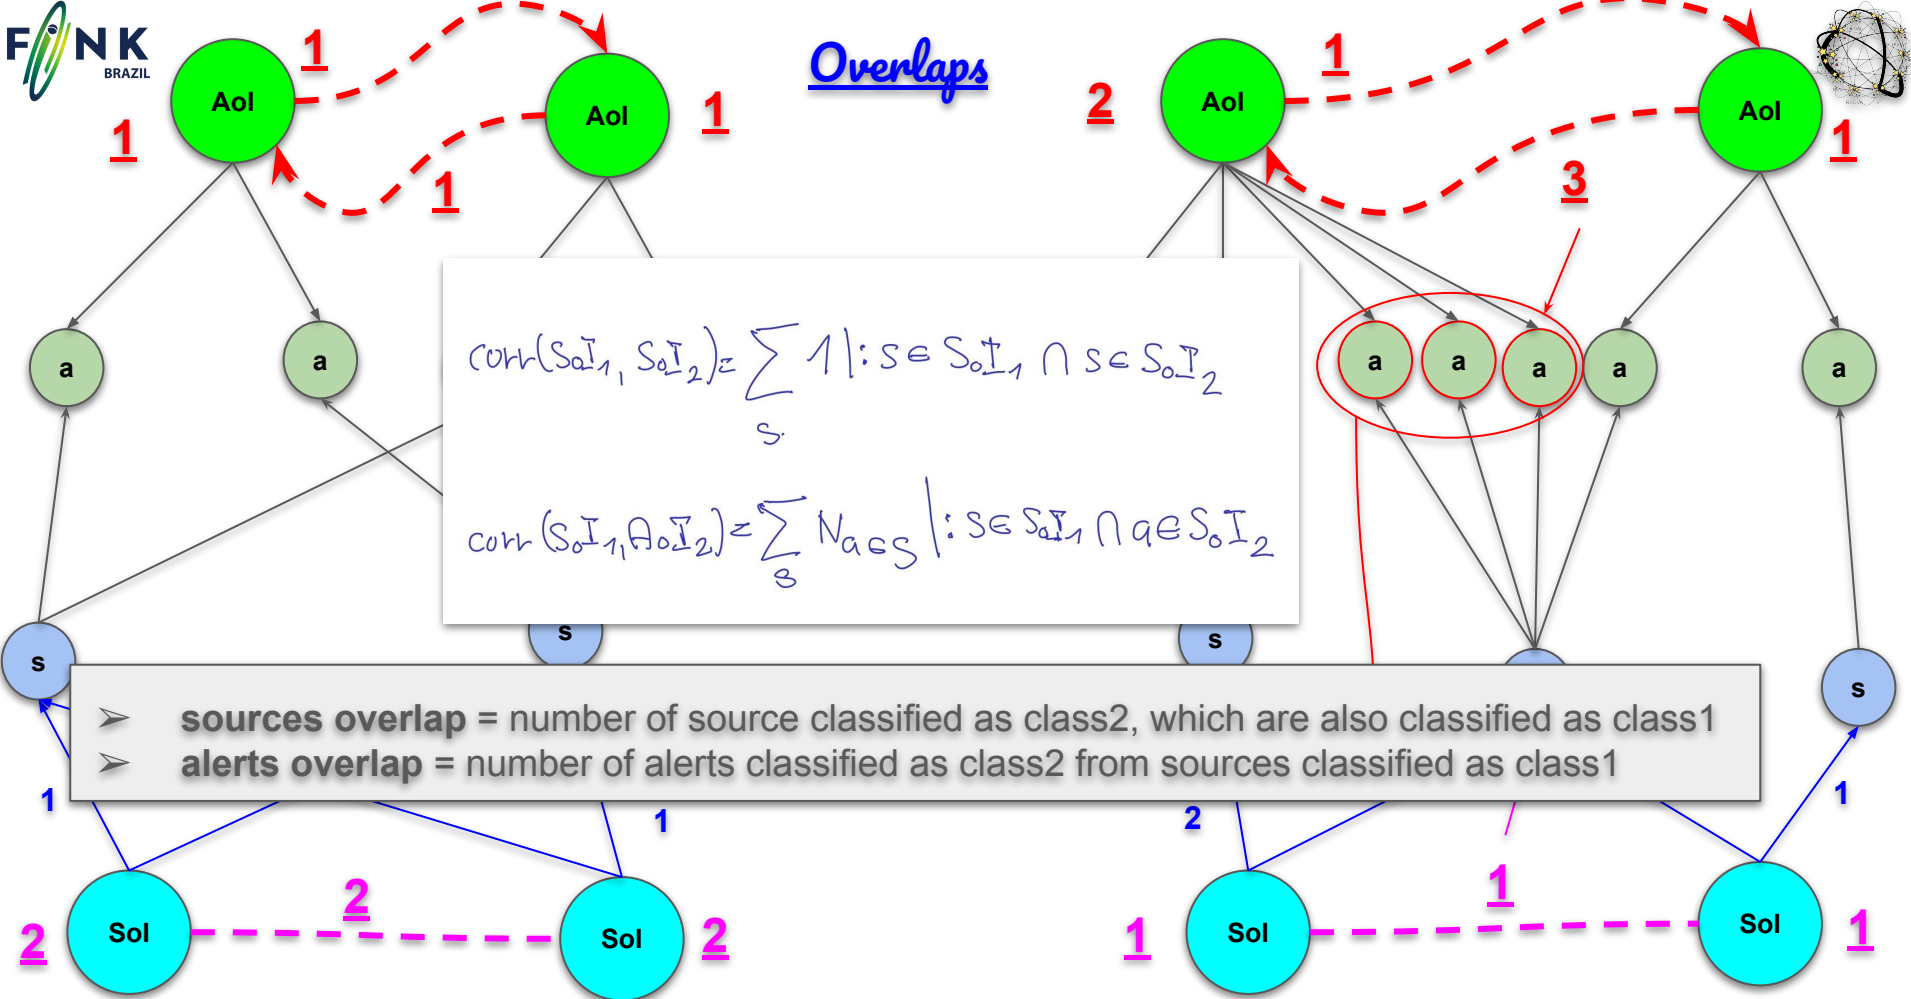 FINK
BRAZIL
Overlaps
1
1
2
1
AoI
AoI
AoI
AoI
1
1
1
1
3
corr(SoI₁, SoI₂)= ∑ 1|: s∈ SoI₁ ∩ s∈ SoI₂
s
a
a
a
a
a
a
a
corr(SoI₁, AoI₂)= ∑ Nₐ∈s |: s∈ SoI₁ ∩ a∈ SoI₂
s
s
s
s
s
➢ sources overlap = number of source classified as class2, which are also classified as class1
➢ alerts overlap = number of alerts classified as class2 from sources classified as class1
1
1
2
1
2
1
SoI
SoI
SoI
SoI
2
2
1
1